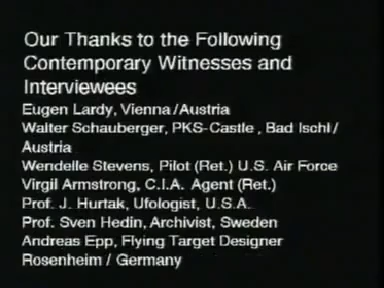 Our Thanks to the Following
Contemporary Witnesses and
Interviewees
Eugen Lardy, Vienna/Austria
Walter Schauberger, PKS-Castle, Bad Ischl/
Austria
Wendelle Stevens, Pilot (Ret.) U.S. Air Force
Virgil Armstrong, C.I.A. Agent (Ret.)
Prof. J. Hurtak, Ufologist, U.S.A.
Prof. Sven Hedin, Archivist, Sweden
Andreas Epp, Flying Target Designer
Rosenheim / Germany